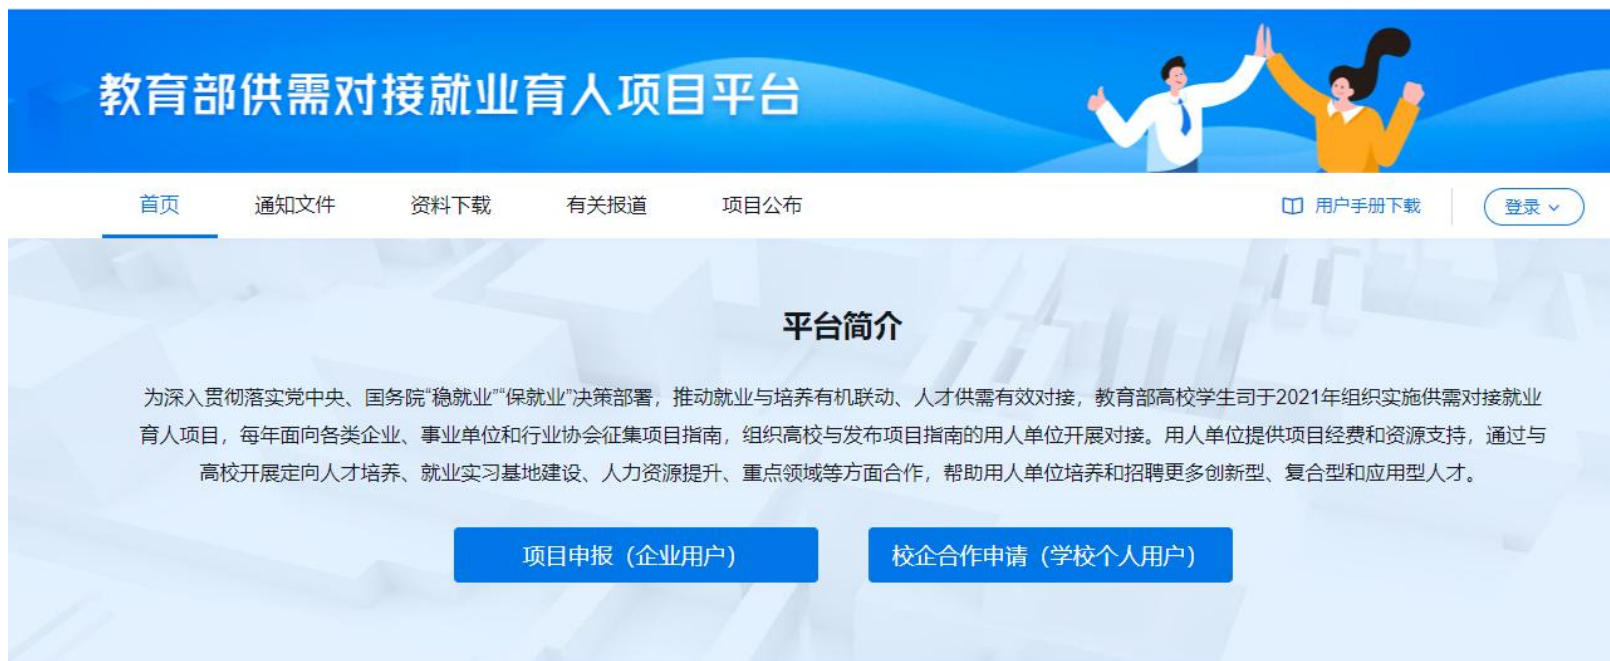 教育部供需对接就业育人项目平台
首页 通知文件 资料下载 有关报道 项目公布 用户手册下载 登录
平台简介
为深入贯彻落实党中央、国务院“稳就业”“保就业”决策部署，推动就业与培养有机联动、人才供需有效对接，教育部高校学生司于2021年组织实施供需对接就业
育人项目，每年面向各类企业、事业单位和行业协会征集项目指南，组织高校与发布项目指南的用人单位开展对接。用人单位提供项目经费和资源支持，通过与
高校开展定向人才培养、就业实习基地建设、人力资源提升、重点领域等方面合作，帮助用人单位培养和招聘更多创新型、复合型和应用型人才。
项目申报（企业用户） 校企合作申请（学校个人用户）